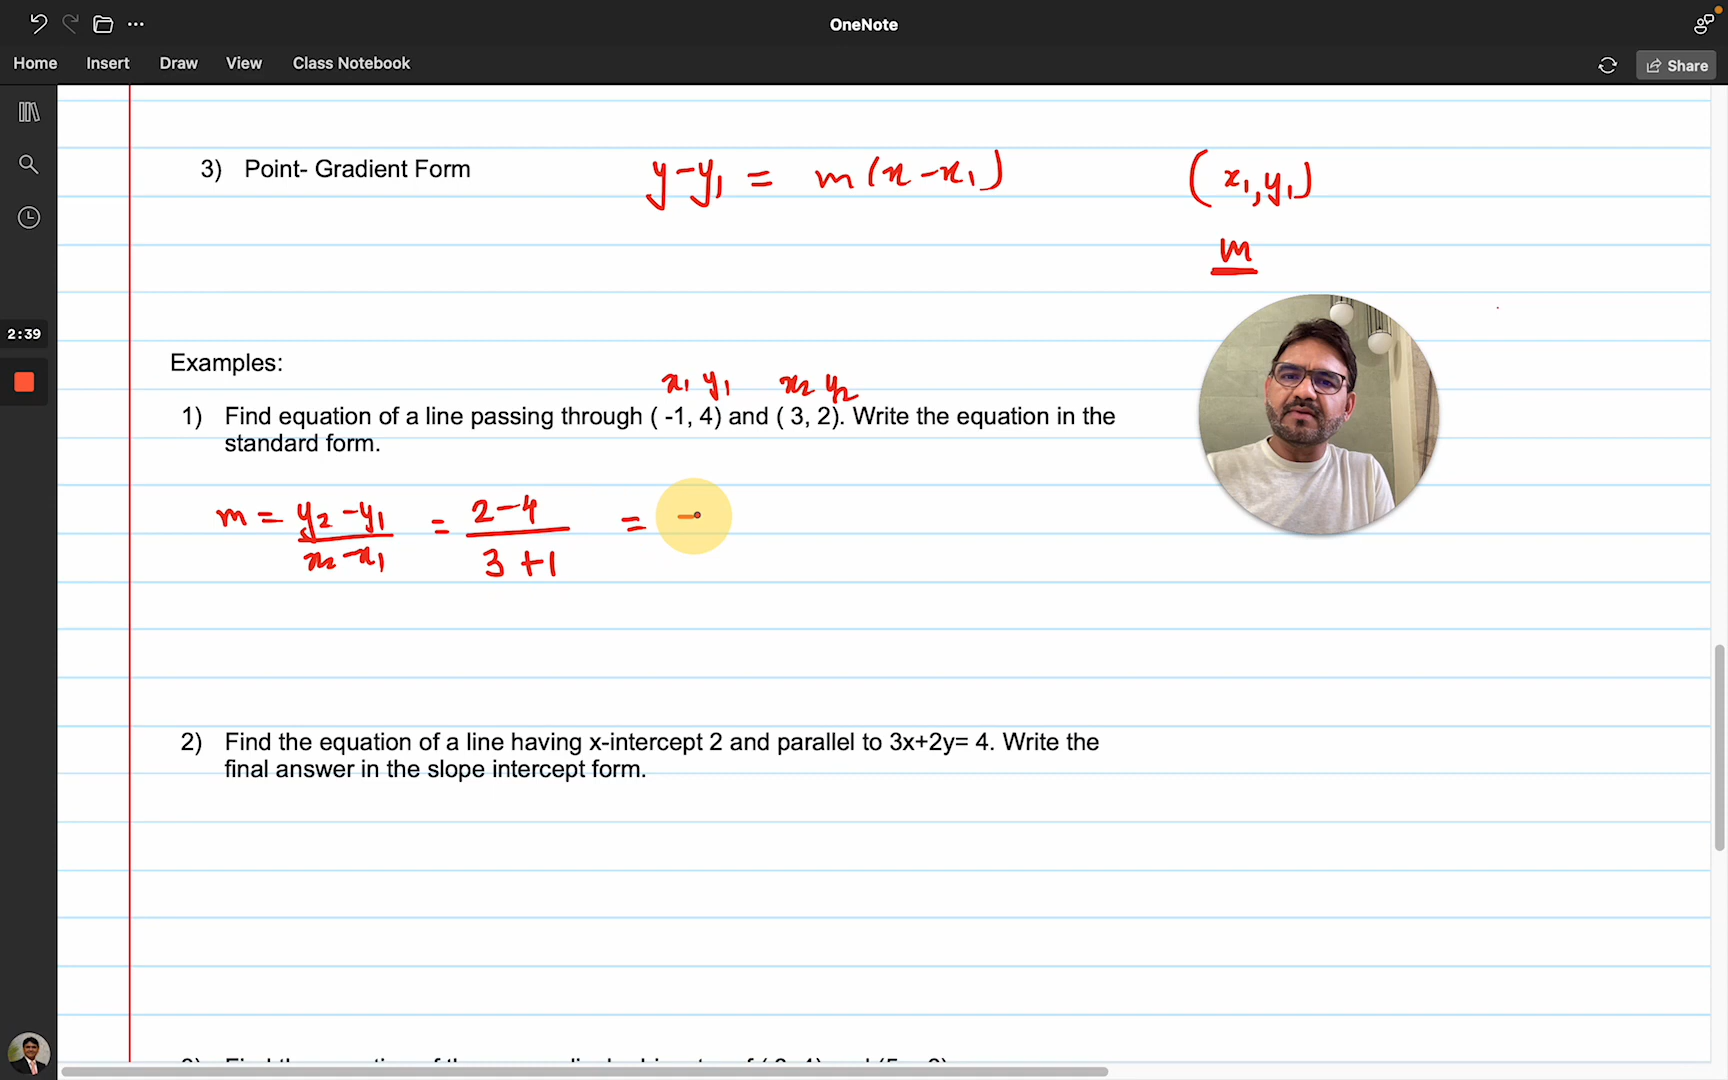 OneNote
Home Insert Draw View Class Notebook Share
3) Point- Gradient Form y-y₁ = m(x-x₁) (x₁,y₁)
m
2:39
Examples:
x₁ y₁ x₂ y₂
1) Find equation of a line passing through ( -1, 4) and ( 3, 2). Write the equation in the
standard form.
m = y₂-y₁ / x₂-x₁ = 2-4 / 3+1 = -
2) Find the equation of a line having x-intercept 2 and parallel to 3x+2y= 4. Write the
final answer in the slope intercept form.